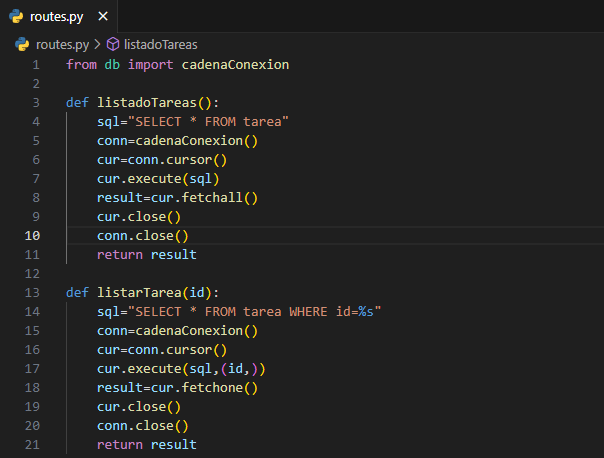 routes.py ×
routes.py > listadoTareas
1 from db import cadenaConexion
2
3 def listadoTareas():
4     sql="SELECT * FROM tarea"
5     conn=cadenaConexion()
6     cur=conn.cursor()
7     cur.execute(sql)
8     result=cur.fetchall()
9     cur.close()
10     conn.close()
11     return result
12
13 def listarTarea(id):
14     sql="SELECT * FROM tarea WHERE id=%s"
15     conn=cadenaConexion()
16     cur=conn.cursor()
17     cur.execute(sql,(id,))
18     result=cur.fetchone()
19     cur.close()
20     conn.close()
21     return result